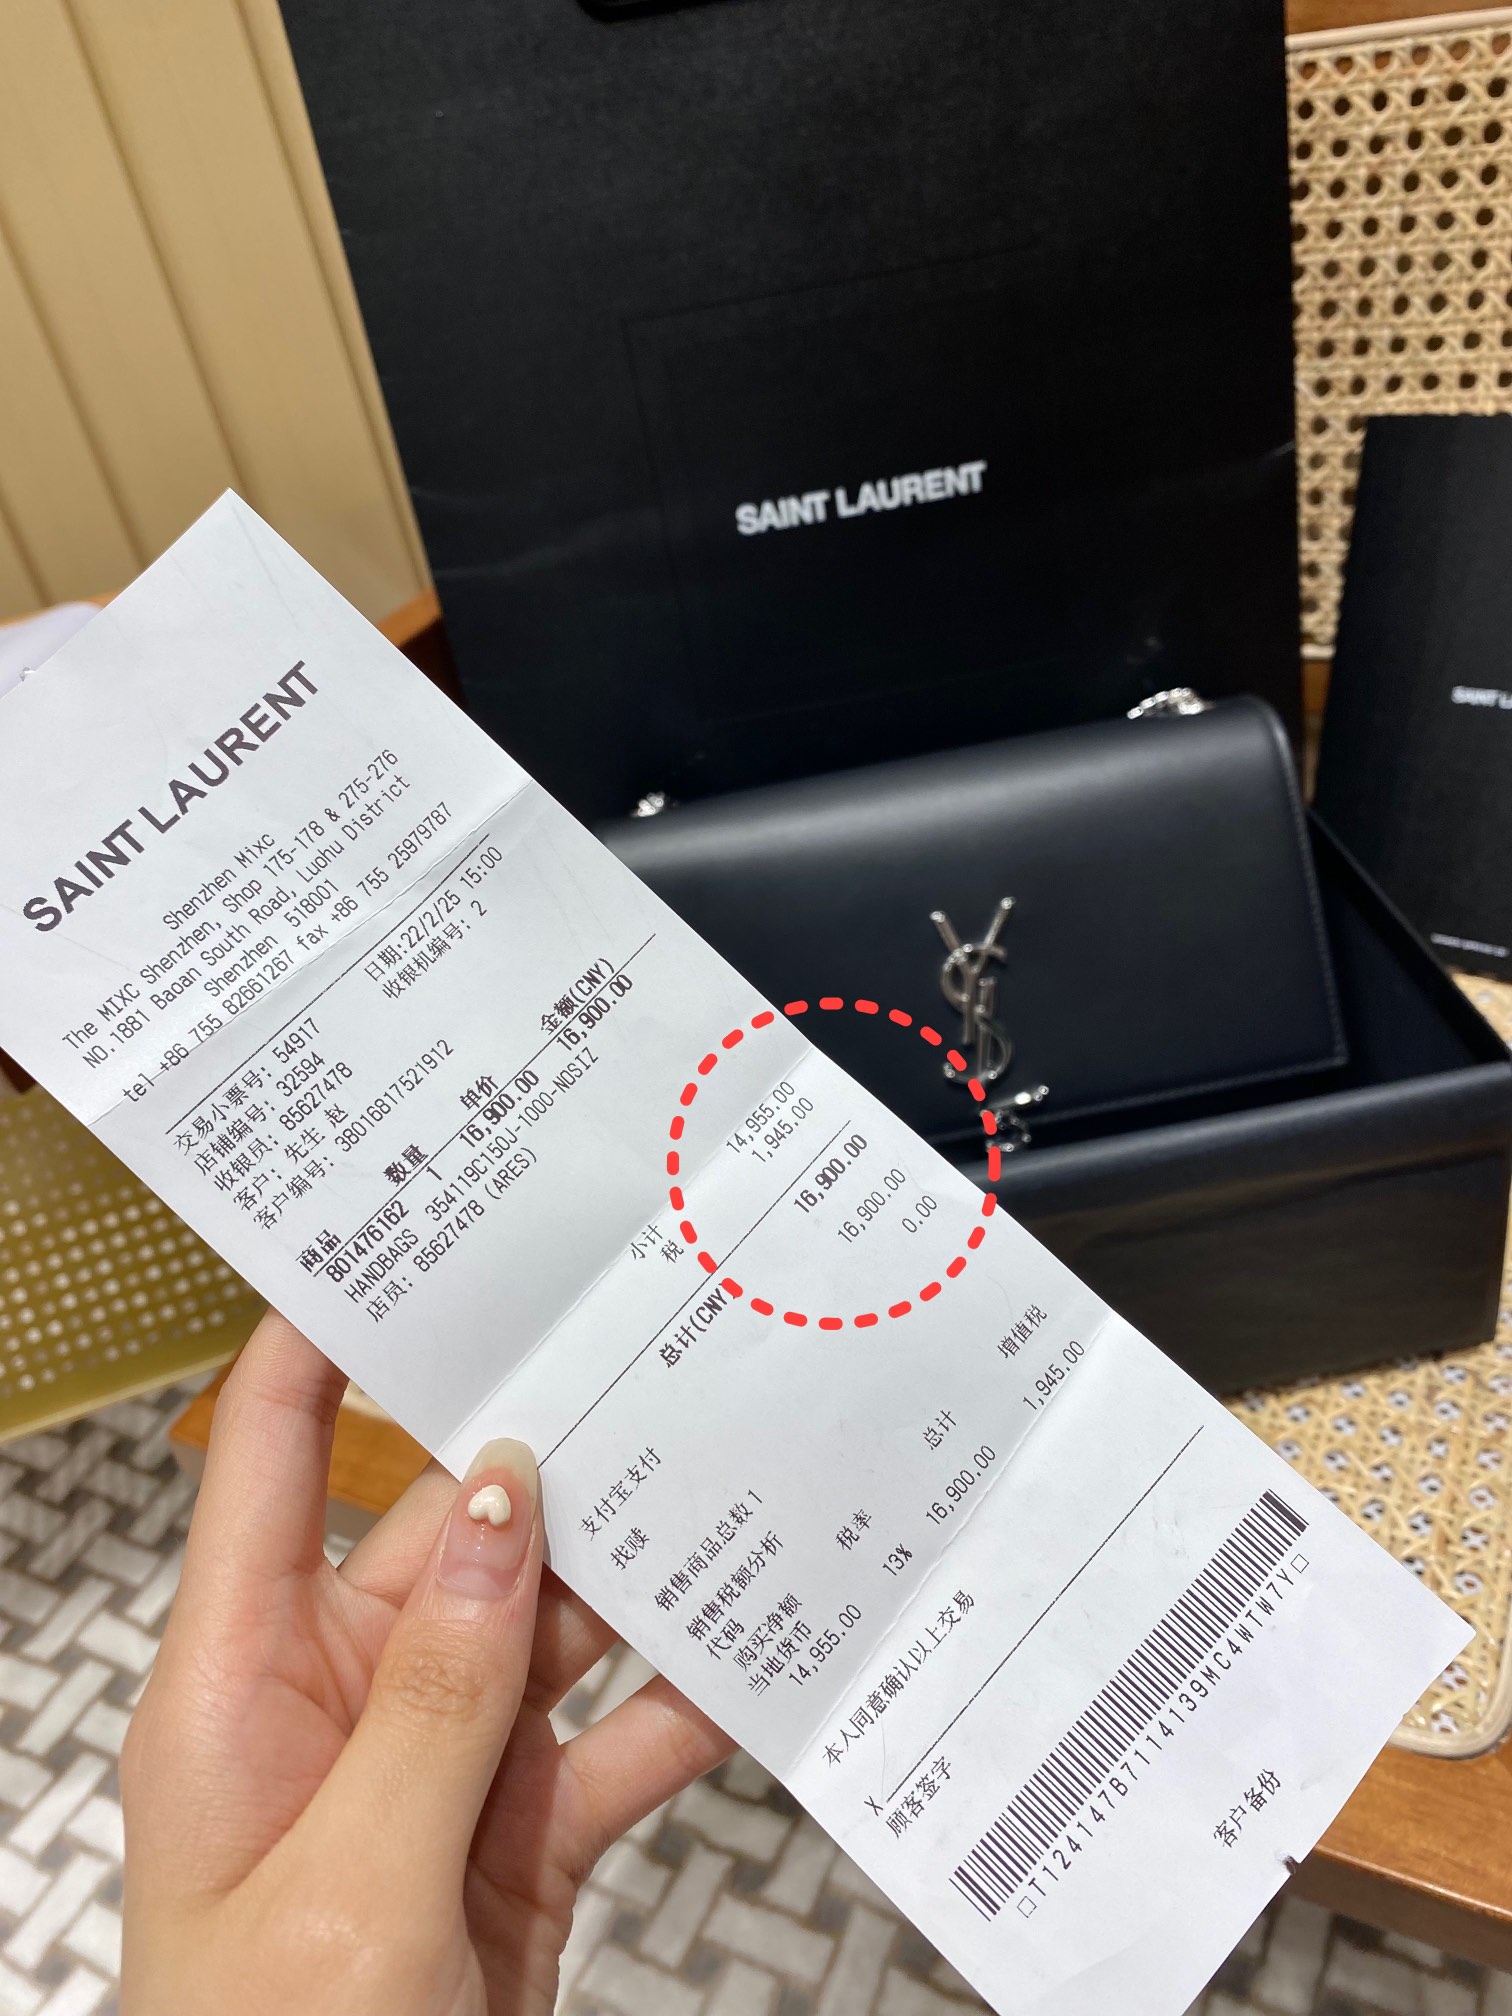 SAINT LAURENT
SAINT L
SAINT LAURENT
Shenzhen Mixc
The MIXC Shenzhen, Shop 175-178 & 275-276
NO.1881 Baoan South Road, Luohu District
Shenzhen 518001
tel +86 755 82661267 fax +86 755 25979787
交易小票号: 54917 日期:22/2/25 15:00
店铺编号: 32594 收银机编号: 2
收银员: 85627478
客户: 先生 赵
客户编号: 38016817521912
商品 数量 单价 金额(CNY)
801476162 1 16,900.00 16,900.00
HANDBAGS 354119C150J-1000-NOSIZ
店员: 85627478 (ARES)
小计 14,955.00
税 1,945.00
总计(CNY) 16,900.00
支付宝支付 16,900.00
找赎 0.00
销售商品总数 1
销售税额分析
代码 税率 总计 增值税
购买净额
当地货币 13% 16,900.00 1,945.00
14,955.00
本人同意确认以上交易
X
顾客签字
T124147B7114139MC4WTW7Y
客户备份
YSL